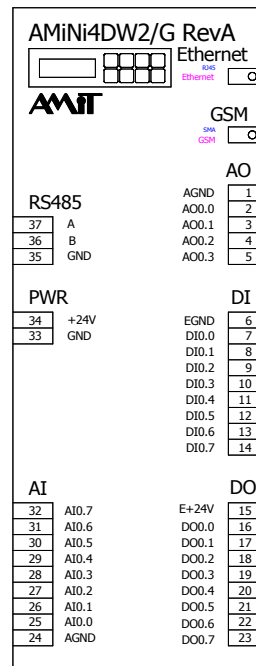 AMiNi4DW2/G RevA
Ethernet
RJ45
Ethernet
AMiT
GSM
SMA
GSM
AO
AGND 1
AO0.0 2
AO0.1 3
AO0.2 4
AO0.3 5
RS485
37 A
36 B
35 GND
PWR
34 +24V
33 GND
DI
EGND 6
DI0.0 7
DI0.1 8
DI0.2 9
DI0.3 10
DI0.4 11
DI0.5 12
DI0.6 13
DI0.7 14
AI
32 AI0.7
31 AI0.6
30 AI0.5
29 AI0.4
28 AI0.3
27 AI0.2
26 AI0.1
25 AI0.0
24 AGND
DO
E+24V 15
DO0.0 16
DO0.1 17
DO0.2 18
DO0.3 19
DO0.4 20
DO0.5 21
DO0.6 22
DO0.7 23